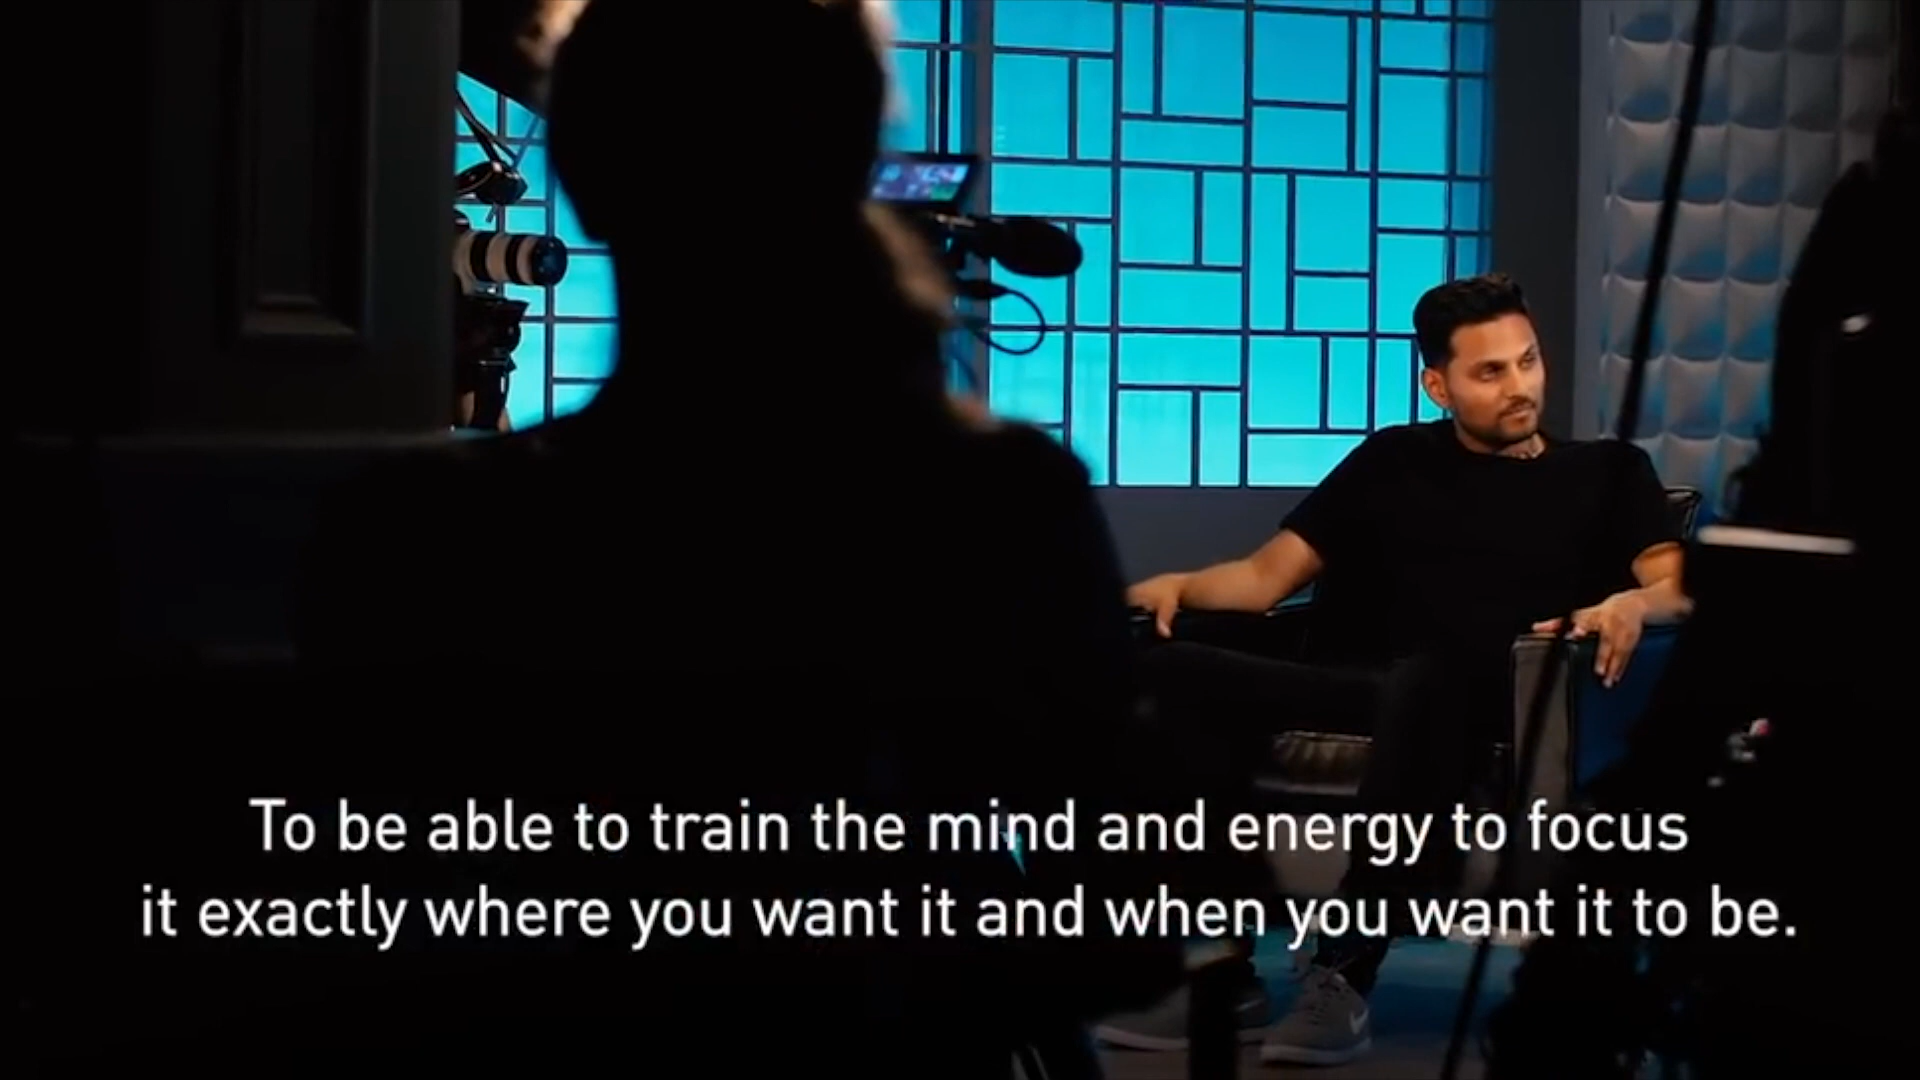 To be able to train the mind and energy to focus
it exactly where you want it and when you want it to be.